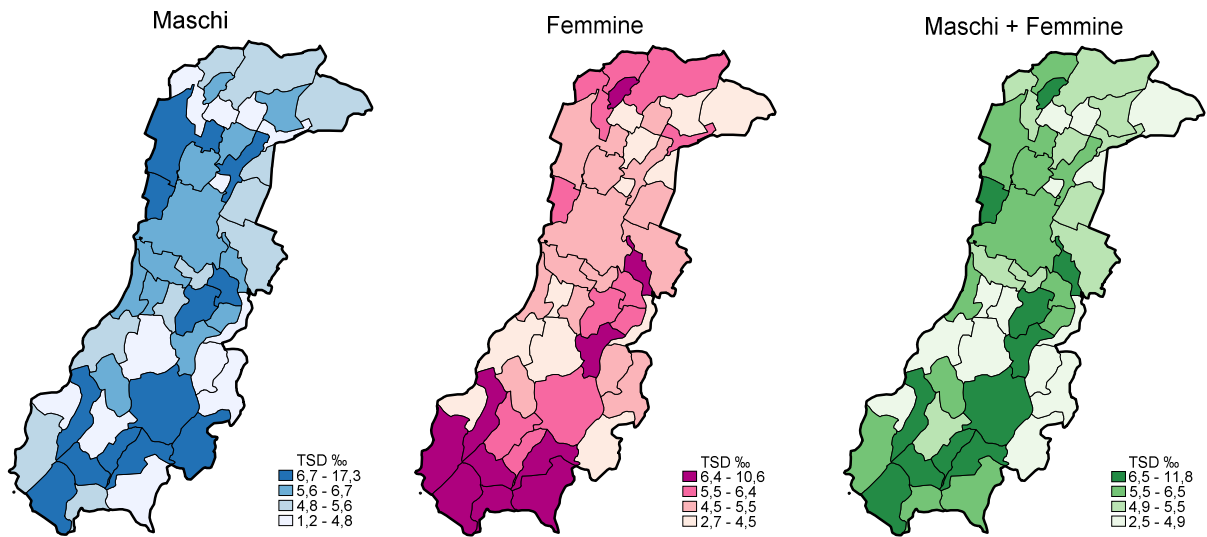 Maschi
Femmine
Maschi + Femmine
TSD ‰
6,7 - 17,3
5,6 - 6,7
4,8 - 5,6
1,2 - 4,8
TSD ‰
6,4 - 10,6
5,5 - 6,4
4,5 - 5,5
2,7 - 4,5
TSD ‰
6,5 - 11,8
5,5 - 6,5
4,9 - 5,5
2,5 - 4,9